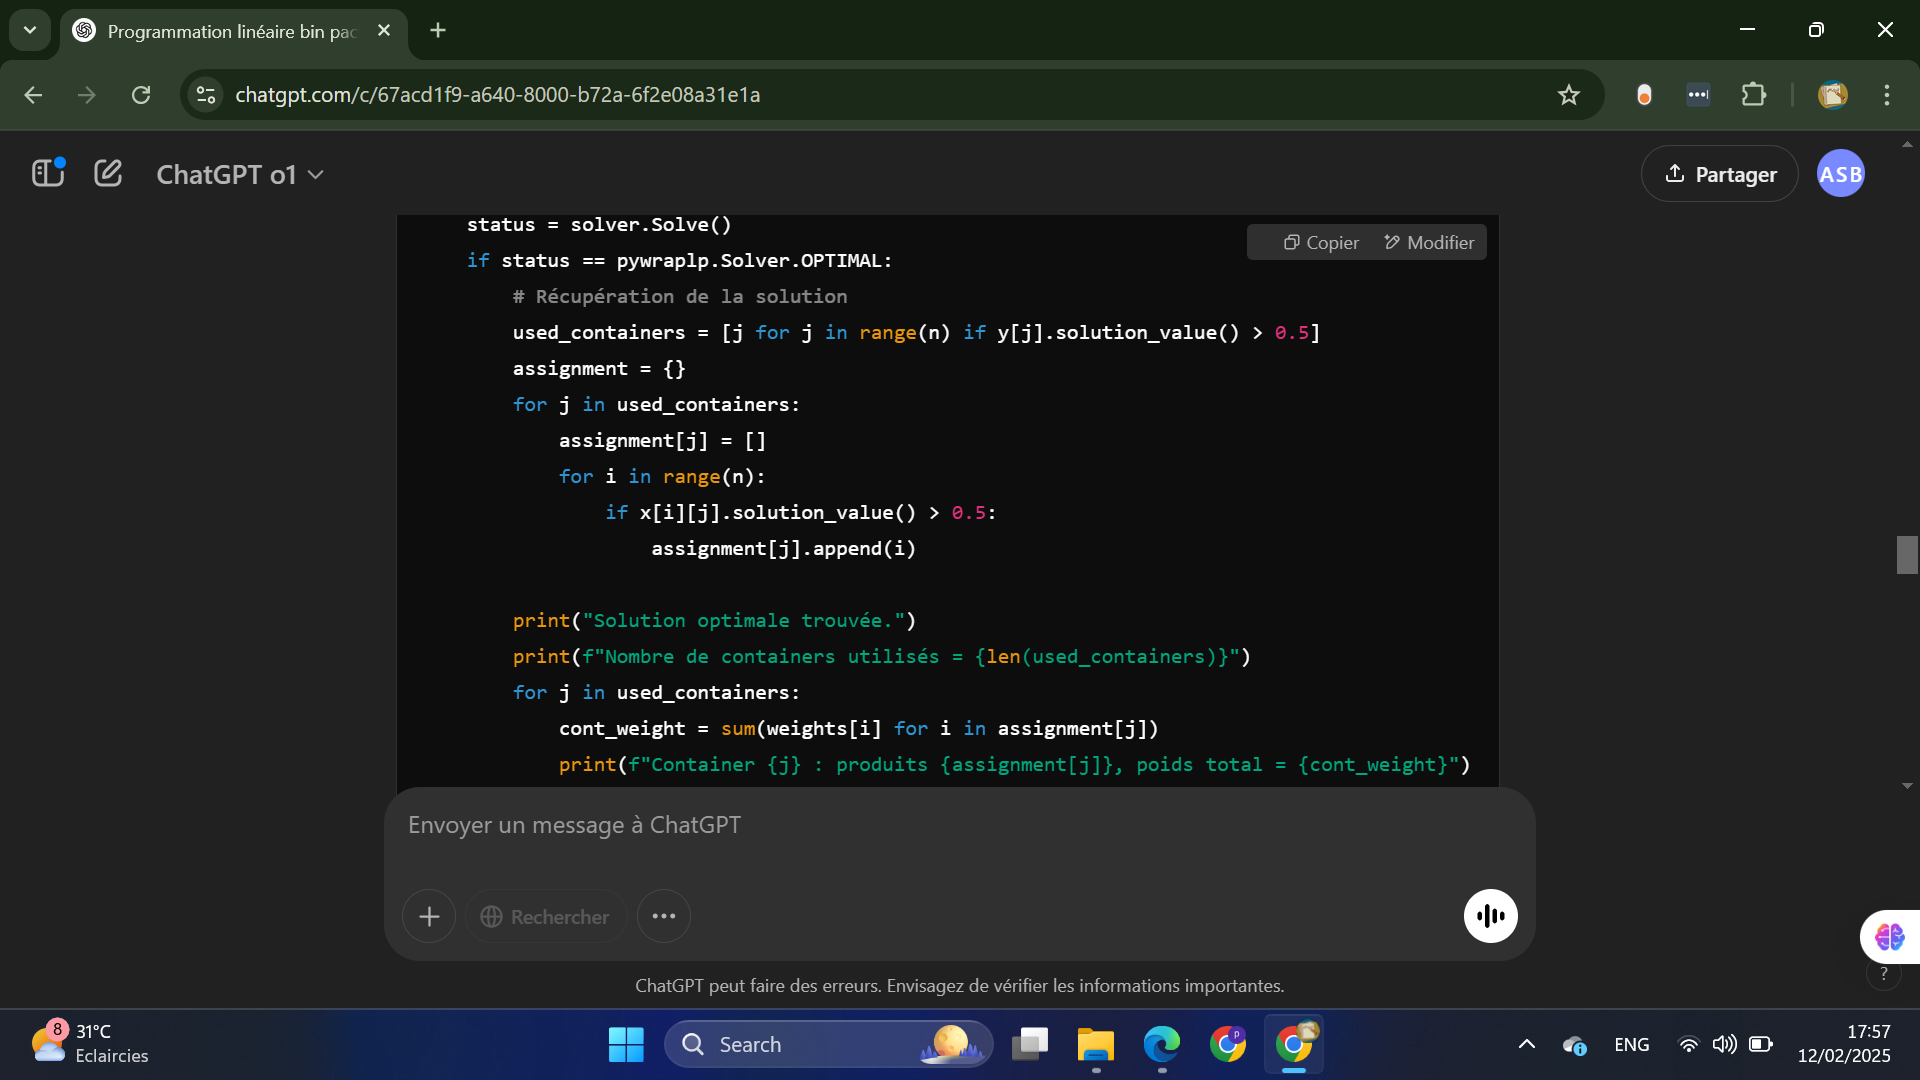 Programmation linéaire bin pac
chatgpt.com/c/67acd1f9-a640-8000-b72a-6f2e08a31e1a
ChatGPT o1
Partager
ASB
status = solver.Solve()
Copier Modifier
if status == pywraplp.Solver.OPTIMAL:
# Récupération de la solution
used_containers = [j for j in range(n) if y[j].solution_value() > 0.5]
assignment = {}
for j in used_containers:
assignment[j] = []
for i in range(n):
if x[i][j].solution_value() > 0.5:
assignment[j].append(i)
print("Solution optimale trouvée.")
print(f"Nombre de containers utilisés = {len(used_containers)}")
for j in used_containers:
cont_weight = sum(weights[i] for i in assignment[j])
print(f"Container {j} : produits {assignment[j]}, poids total = {cont_weight}")
Envoyer un message à ChatGPT
Rechercher
ChatGPT peut faire des erreurs. Envisagez de vérifier les informations importantes.
?
8
31°C
Eclaircies
Search
p
ENG
17:57
12/02/2025